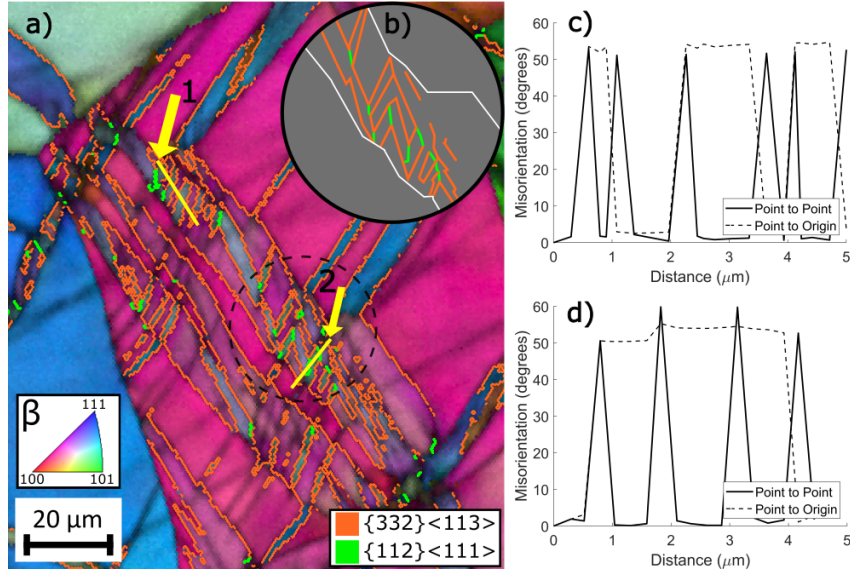 a)
1
b)
2
β
111
100
101
20 µm
{332}<113>
{112}<111>
c)
Misorientation (degrees)
60
50
40
30
20
10
0
0
1
2
3
4
5
Point to Point
Point to Origin
Distance (µm)
d)
Misorientation (degrees)
60
50
40
30
20
10
0
0
1
2
3
4
5
Point to Point
Point to Origin
Distance (µm)